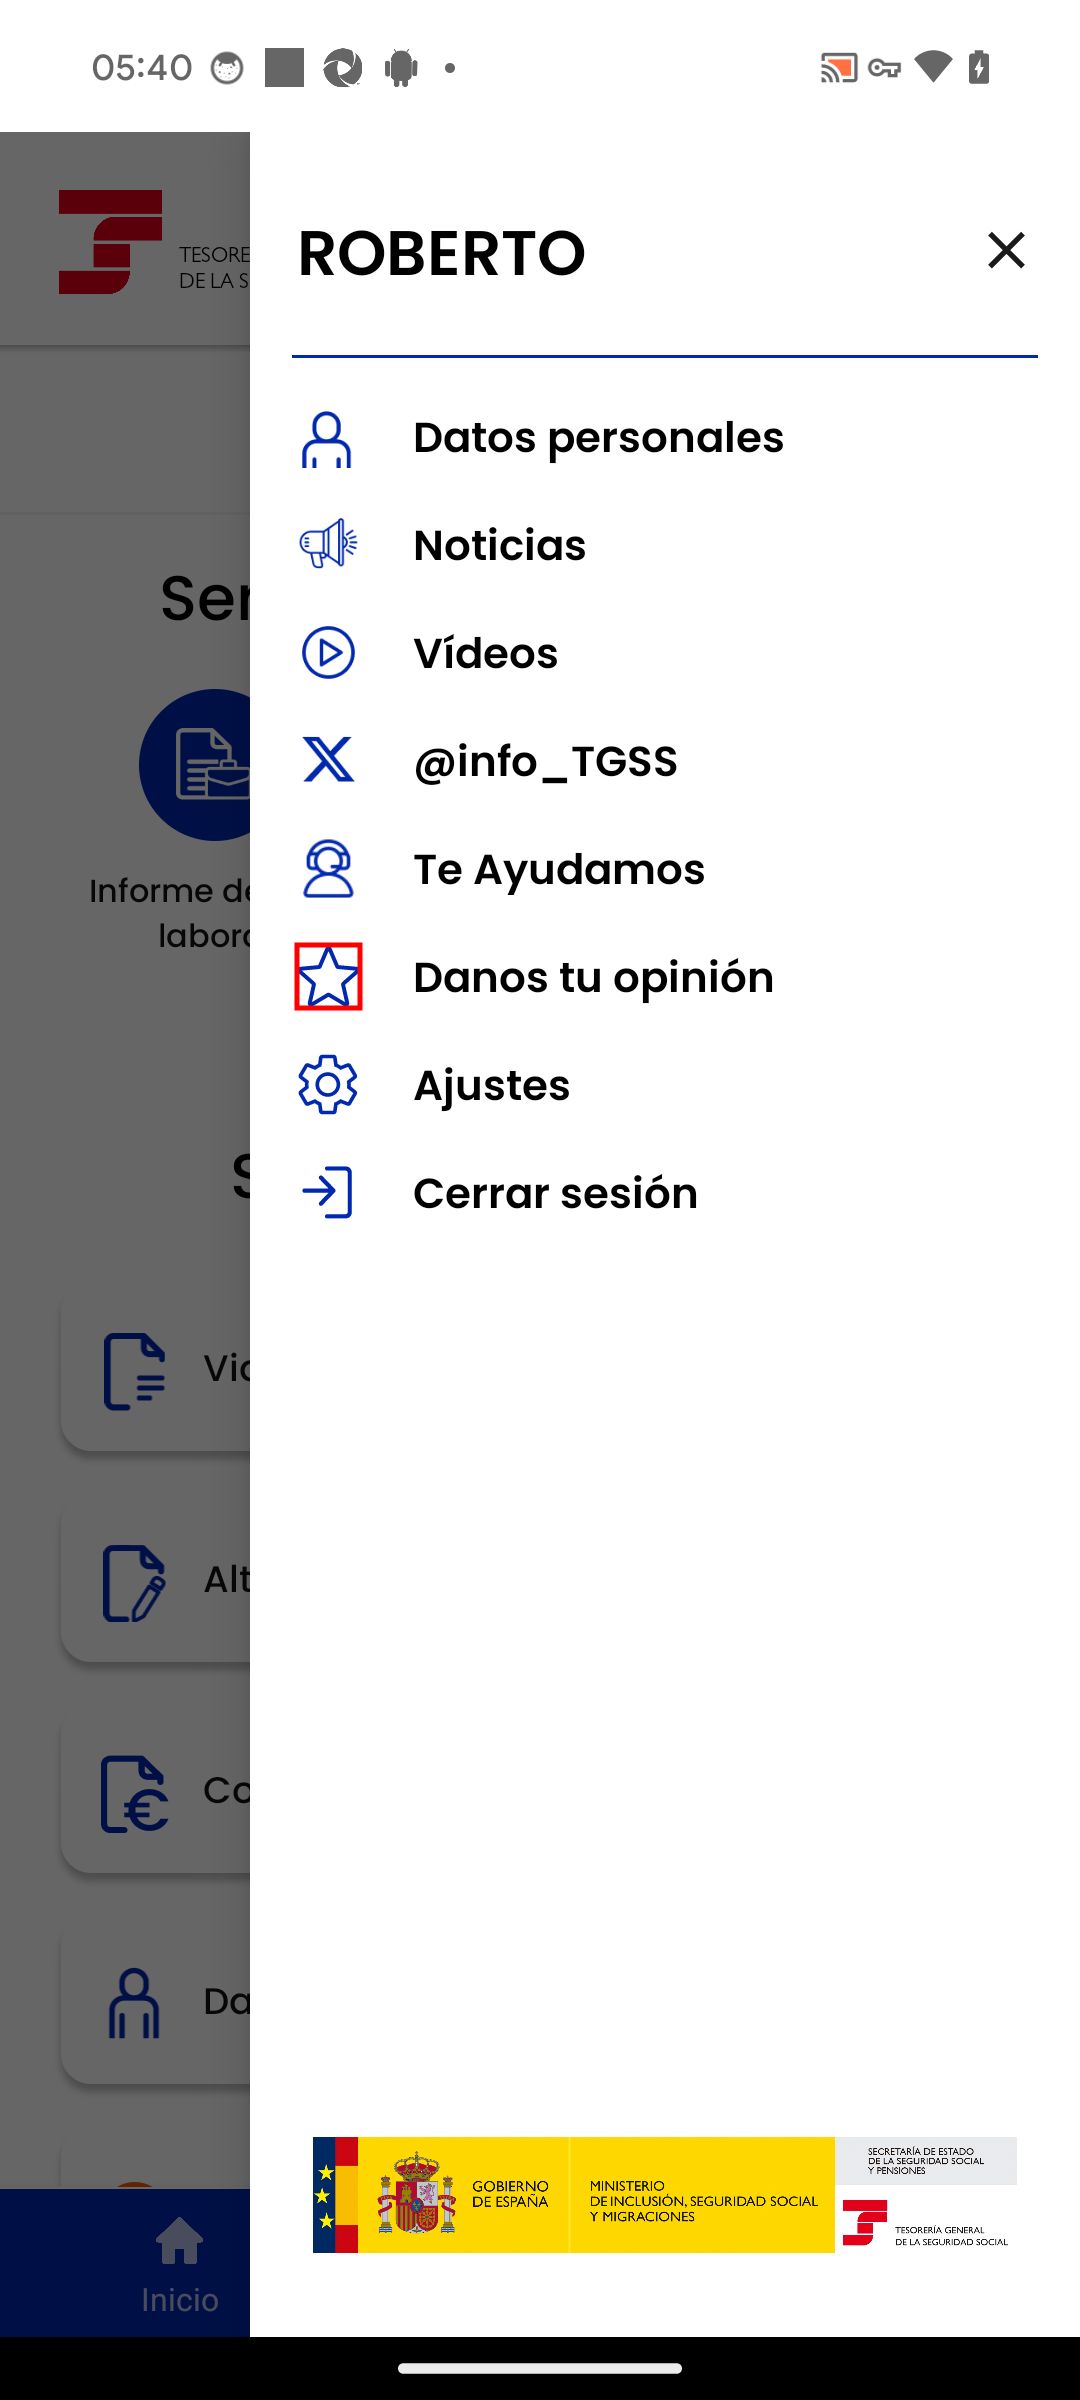 05:40
TESORE
DE LA S
ROBERTO
Datos personales
Noticias
Vídeos
@info_TGSS
Te Ayudamos
Danos tu opinión
Ajustes
Cerrar sesión
Ser
Informe de
labor
S
Vid
Alt
Co
Da
GOBIERNO
DE ESPAÑA
MINISTERIO
DE INCLUSIÓN, SEGURIDAD SOCIAL
Y MIGRACIONES
SECRETARÍA DE ESTADO
DE LA SEGURIDAD SOCIAL
Y PENSIONES
TESORERÍA GENERAL
DE LA SEGURIDAD SOCIAL
Inicio